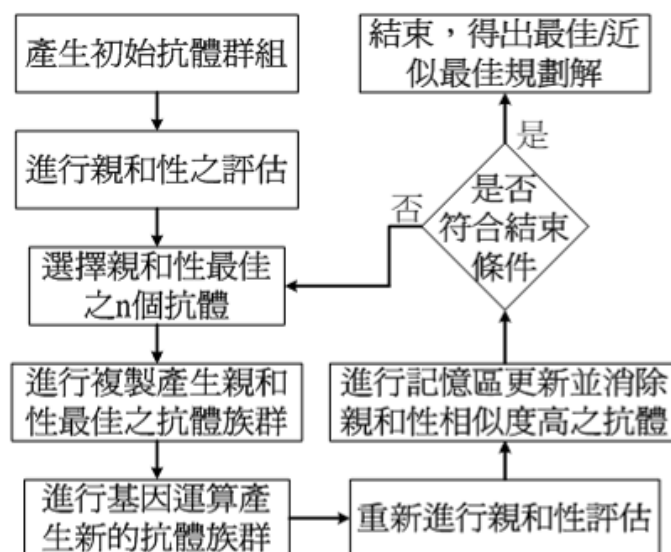 產生初始抗體群組
進行親和性之評估
選擇親和性最佳
之n個抗體
進行複製產生親和
性最佳之抗體族群
進行基因運算產
生新的抗體族群
重新進行親和性評估
進行記憶區更新並消除
親和性相似度高之抗體
是否
符合結束
條件
否
是
結束，得出最佳/近
似最佳規劃解